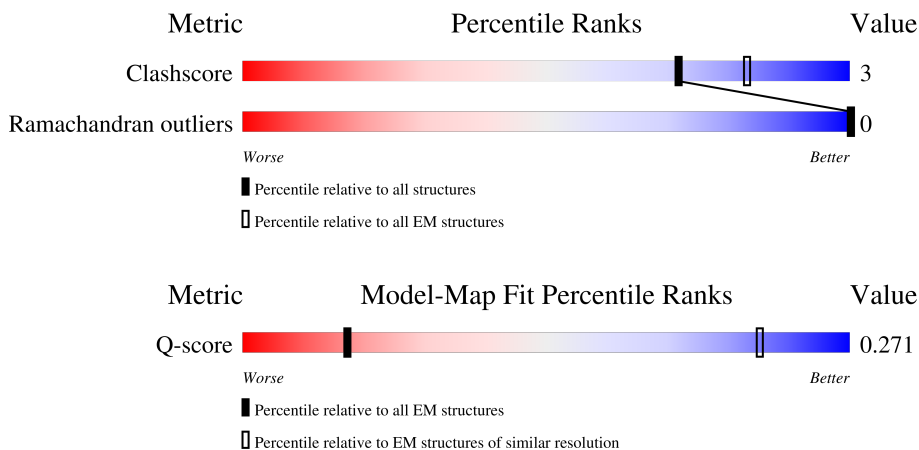 Metric Percentile Ranks Value
Clashscore 3
Ramachandran outliers 0
Worse Better
Percentile relative to all structures
Percentile relative to all EM structures
Metric Model-Map Fit Percentile Ranks Value
Q-score 0.271
Worse Better
Percentile relative to all EM structures
Percentile relative to EM structures of similar resolution